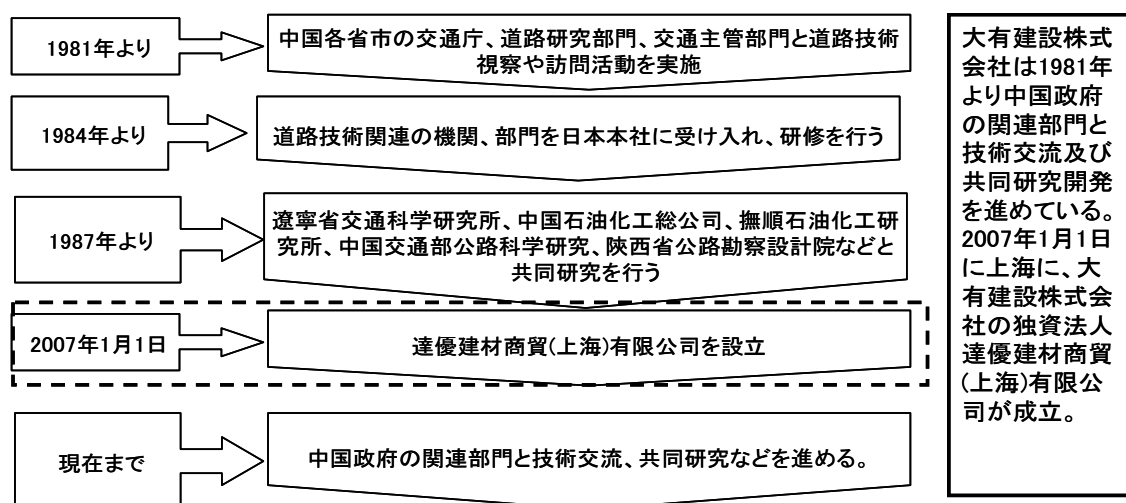 1981年より
中国各省市の交通庁、道路研究部門、交通主管部門と道路技術
視察や訪問活動を実施
1984年より
道路技術関連の機関、部門を日本本社に受け入れ、研修を行う
1987年より
遼寧省交通科学研究所、中国石油化工総公司、撫順石油化工研
究所、中国交通部公路科学研究、陝西省公路勘察設計院などと
共同研究を行う
2007年1月1日
達優建材商貿(上海)有限公司を設立
現在まで
中国政府の関連部門と技術交流、共同研究などを進める。
大有建設株式
会社は1981年
より中国政府
の関連部門と
技術交流及び
共同研究開発
を進めている。
2007年1月1日
に上海に、大
有建設株式会
社の独資法人
達優建材商貿
(上海)有限公
司が成立。